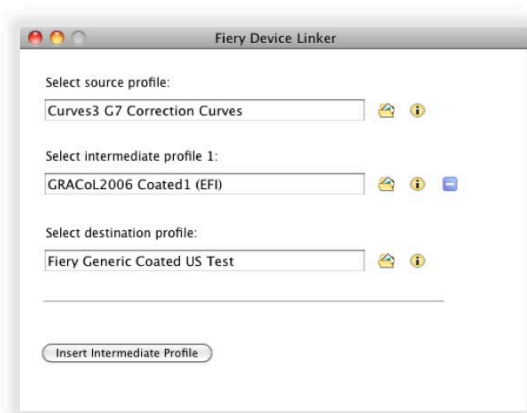 Fiery Device Linker
Select source profile:
Curves3 G7 Correction Curves
Select intermediate profile 1:
GRACoL2006 Coated1 (EFI)
Select destination profile:
Fiery Generic Coated US Test
Insert Intermediate Profile